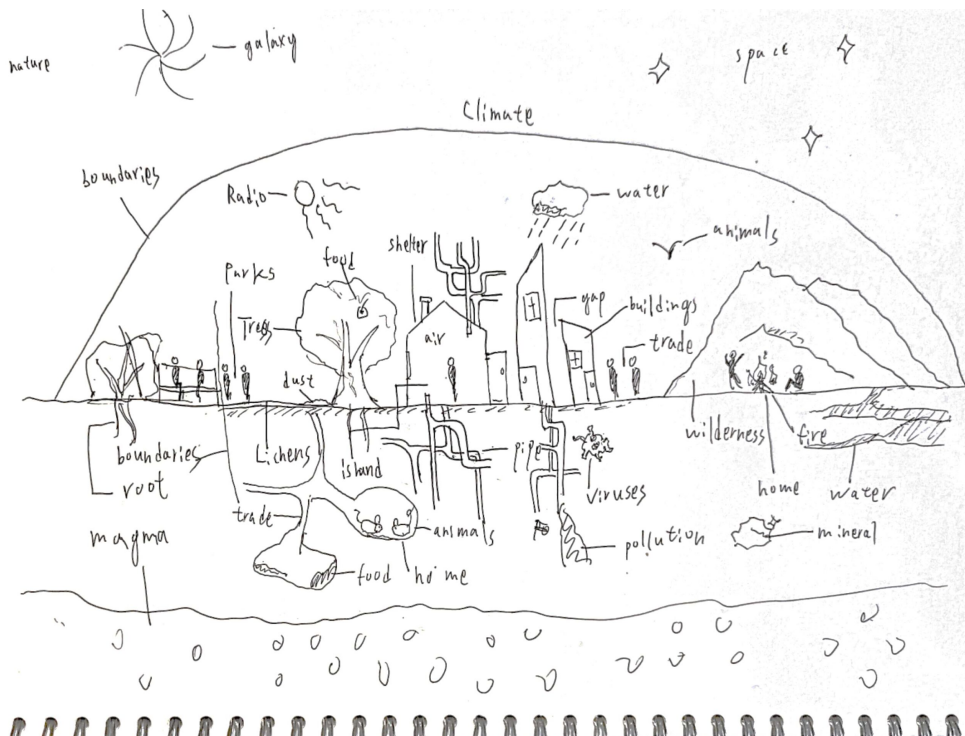 galaxy
space
nature
Climate
boundaries
Radio
water
animals
shelter
food
parks
gap
buildings
Trees
air
trade
dust
boundaries
Lichens
island
pipe
wilderness
fire
root
viruses
home
water
trade
magma
animals
pollution
mineral
food
home